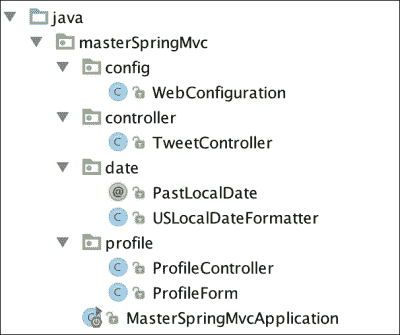 java
masterSpringMvc
config
WebConfiguration
controller
TweetController
date
PastLocalDate
USLocalDateFormatter
profile
ProfileController
ProfileForm
MasterSpringMvcApplication